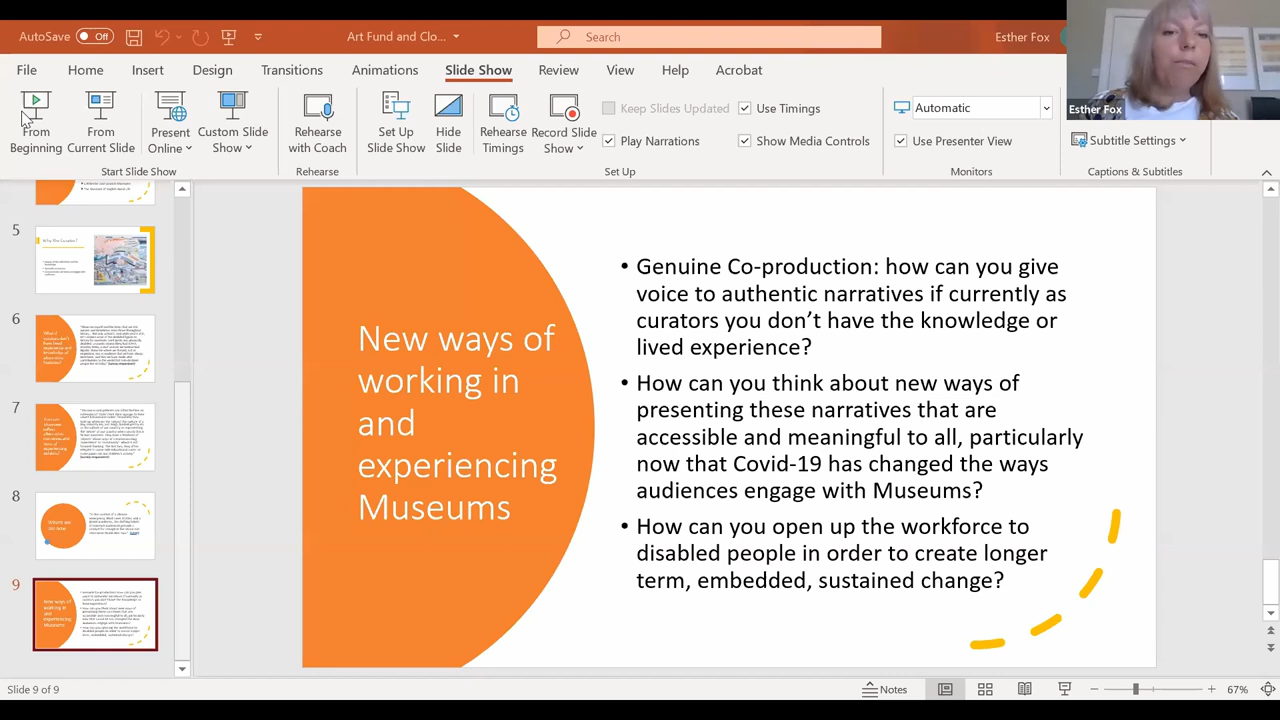 AutoSave Off Art Fund and Clo... Search Esther Fox
File Home Insert Design Transitions Animations Slide Show Review View Help Acrobat
Esther Fox
From Beginning
From Current Slide
Present Online
Custom Slide Show
Rehearse with Coach
Set Up Slide Show
Hide Slide
Rehearse Timings
Record Slide Show
Keep Slides Updated
Use Timings
Play Narrations
Show Media Controls
Automatic
Use Presenter View
Subtitle Settings
Start Slide Show Rehearse Set Up Monitors Captions & Subtitles
5
6
7
8
9
New ways of
working in
and
experiencing
Museums
• Genuine Co-production: how can you give
voice to authentic narratives if currently as
curators you don’t have the knowledge or
lived experience?
• How can you think about new ways of
presenting these narratives that are
accessible and meaningful to all, particularly
now that Covid-19 has changed the ways
audiences engage with Museums?
• How can you open up the workforce to
disabled people in order to create longer
term, embedded, sustained change?
Slide 9 of 9 Notes 67%